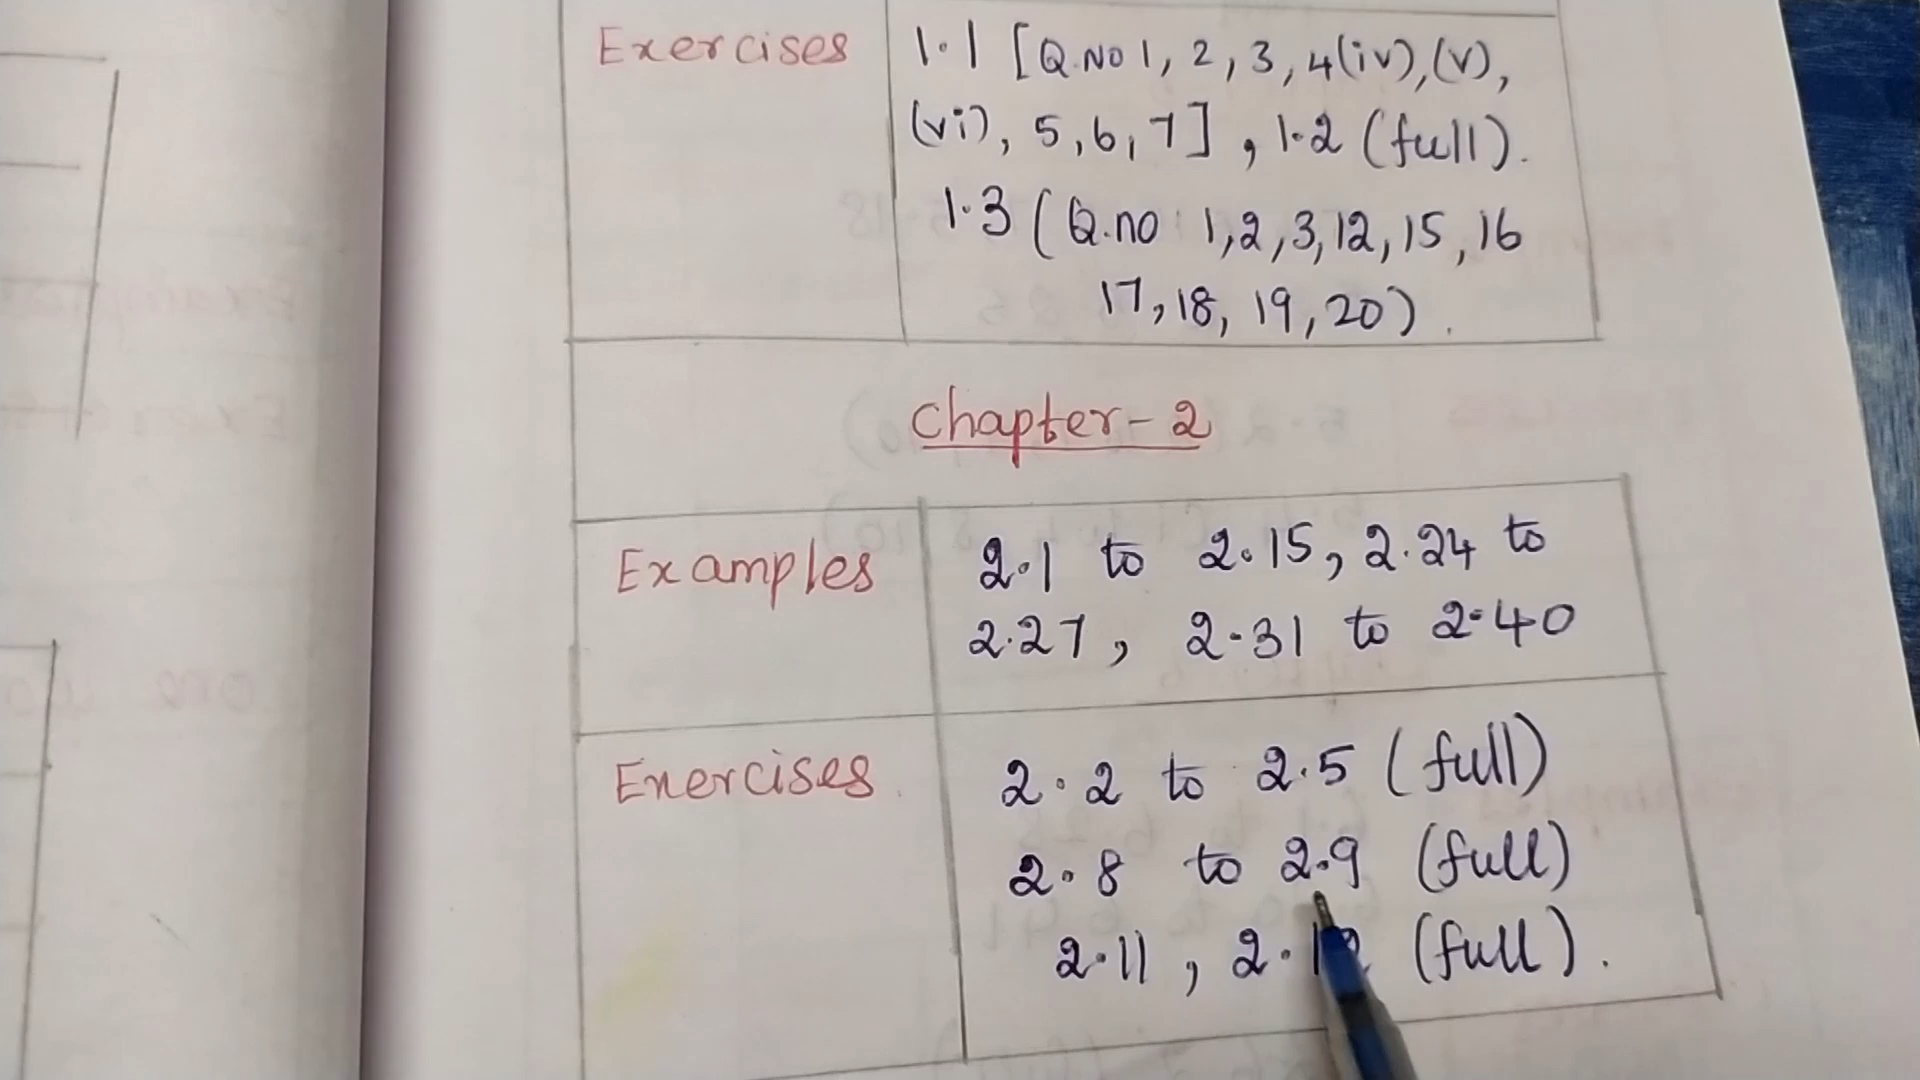 Exercises
1.1 [Q.No 1, 2, 3, 4(iv), (v),
(vi), 5, 6, 7], 1.2 (full).
1.3 (Q.no 1, 2, 3, 12, 15, 16
17, 18, 19, 20).
Chapter-2
Examples
2.1 to 2.15, 2.24 to
2.27, 2.31 to 2.40
Exercises
2.2 to 2.5 (full)
2.8 to 2.9 (full)
2.11, 2.12 (full).